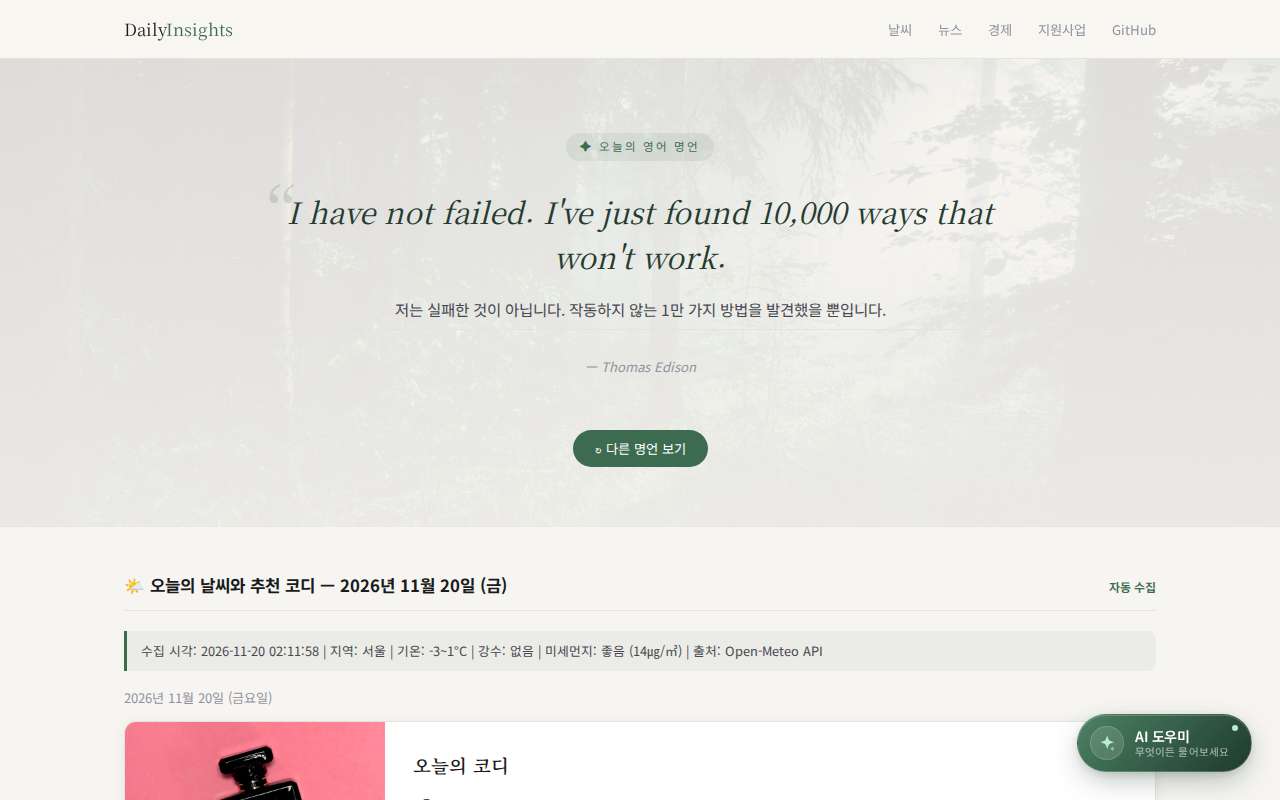 DailyInsights
날씨 뉴스 경제 지원사업 GitHub
✦ 오늘의 영어 명언
“
I have not failed. I've just found 10,000 ways that
won't work.
저는 실패한 것이 아닙니다. 작동하지 않는 1만 가지 방법을 발견했을 뿐입니다.
— Thomas Edison
↻ 다른 명언 보기
🌤️ 오늘의 날씨와 추천 코디 — 2026년 11월 20일 (금)
자동 수집
수집 시각: 2026-11-20 02:11:58 | 지역: 서울 | 기온: -3~1°C | 강수: 없음 | 미세먼지: 좋음 (14㎍/㎥) | 출처: Open-Meteo API
2026년 11월 20일 (금요일)
오늘의 코디
AI 도우미
무엇이든 물어보세요